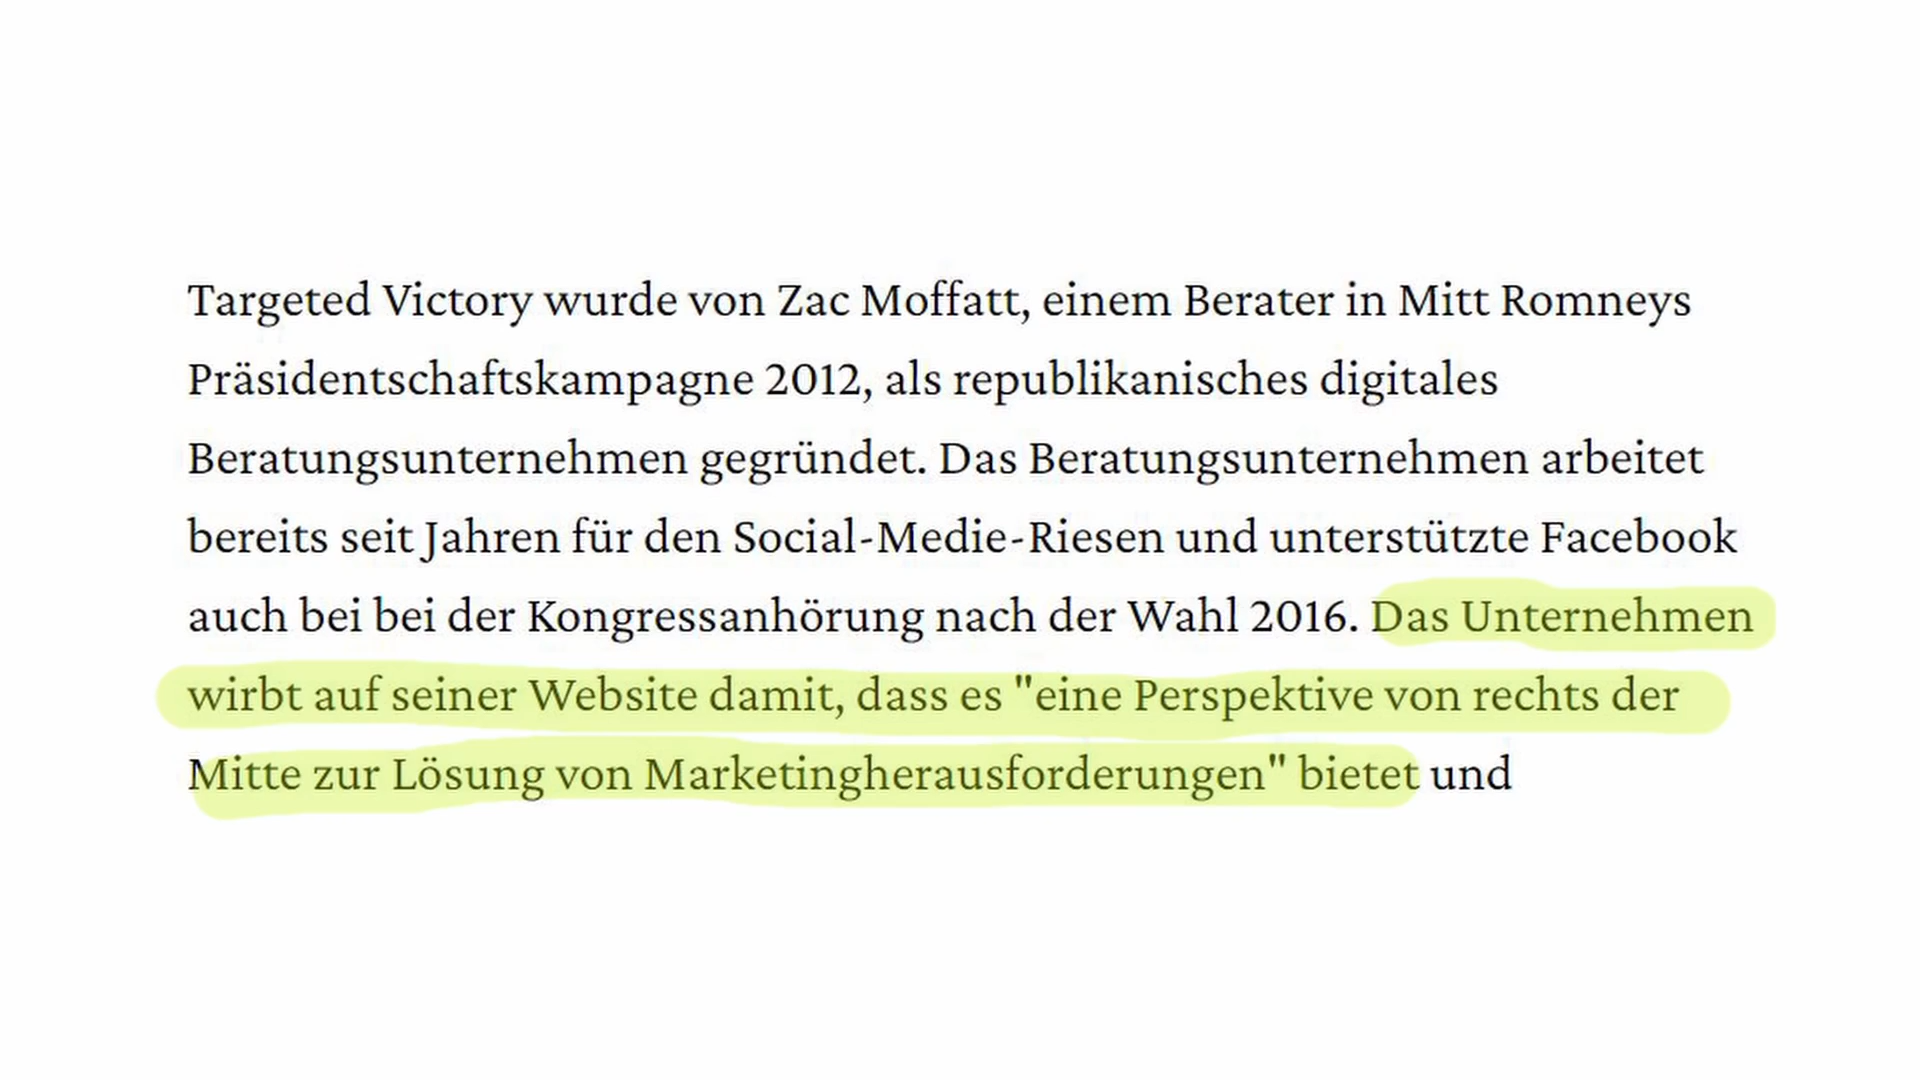 Targeted Victory wurde von Zac Moffatt, einem Berater in Mitt Romneys
Präsidentschaftskampagne 2012, als republikanisches digitales
Beratungsunternehmen gegründet. Das Beratungsunternehmen arbeitet
bereits seit Jahren für den Social-Medie-Riesen und unterstützte Facebook
auch bei bei der Kongressanhörung nach der Wahl 2016. Das Unternehmen
wirbt auf seiner Website damit, dass es "eine Perspektive von rechts der
Mitte zur Lösung von Marketingherausforderungen" bietet und